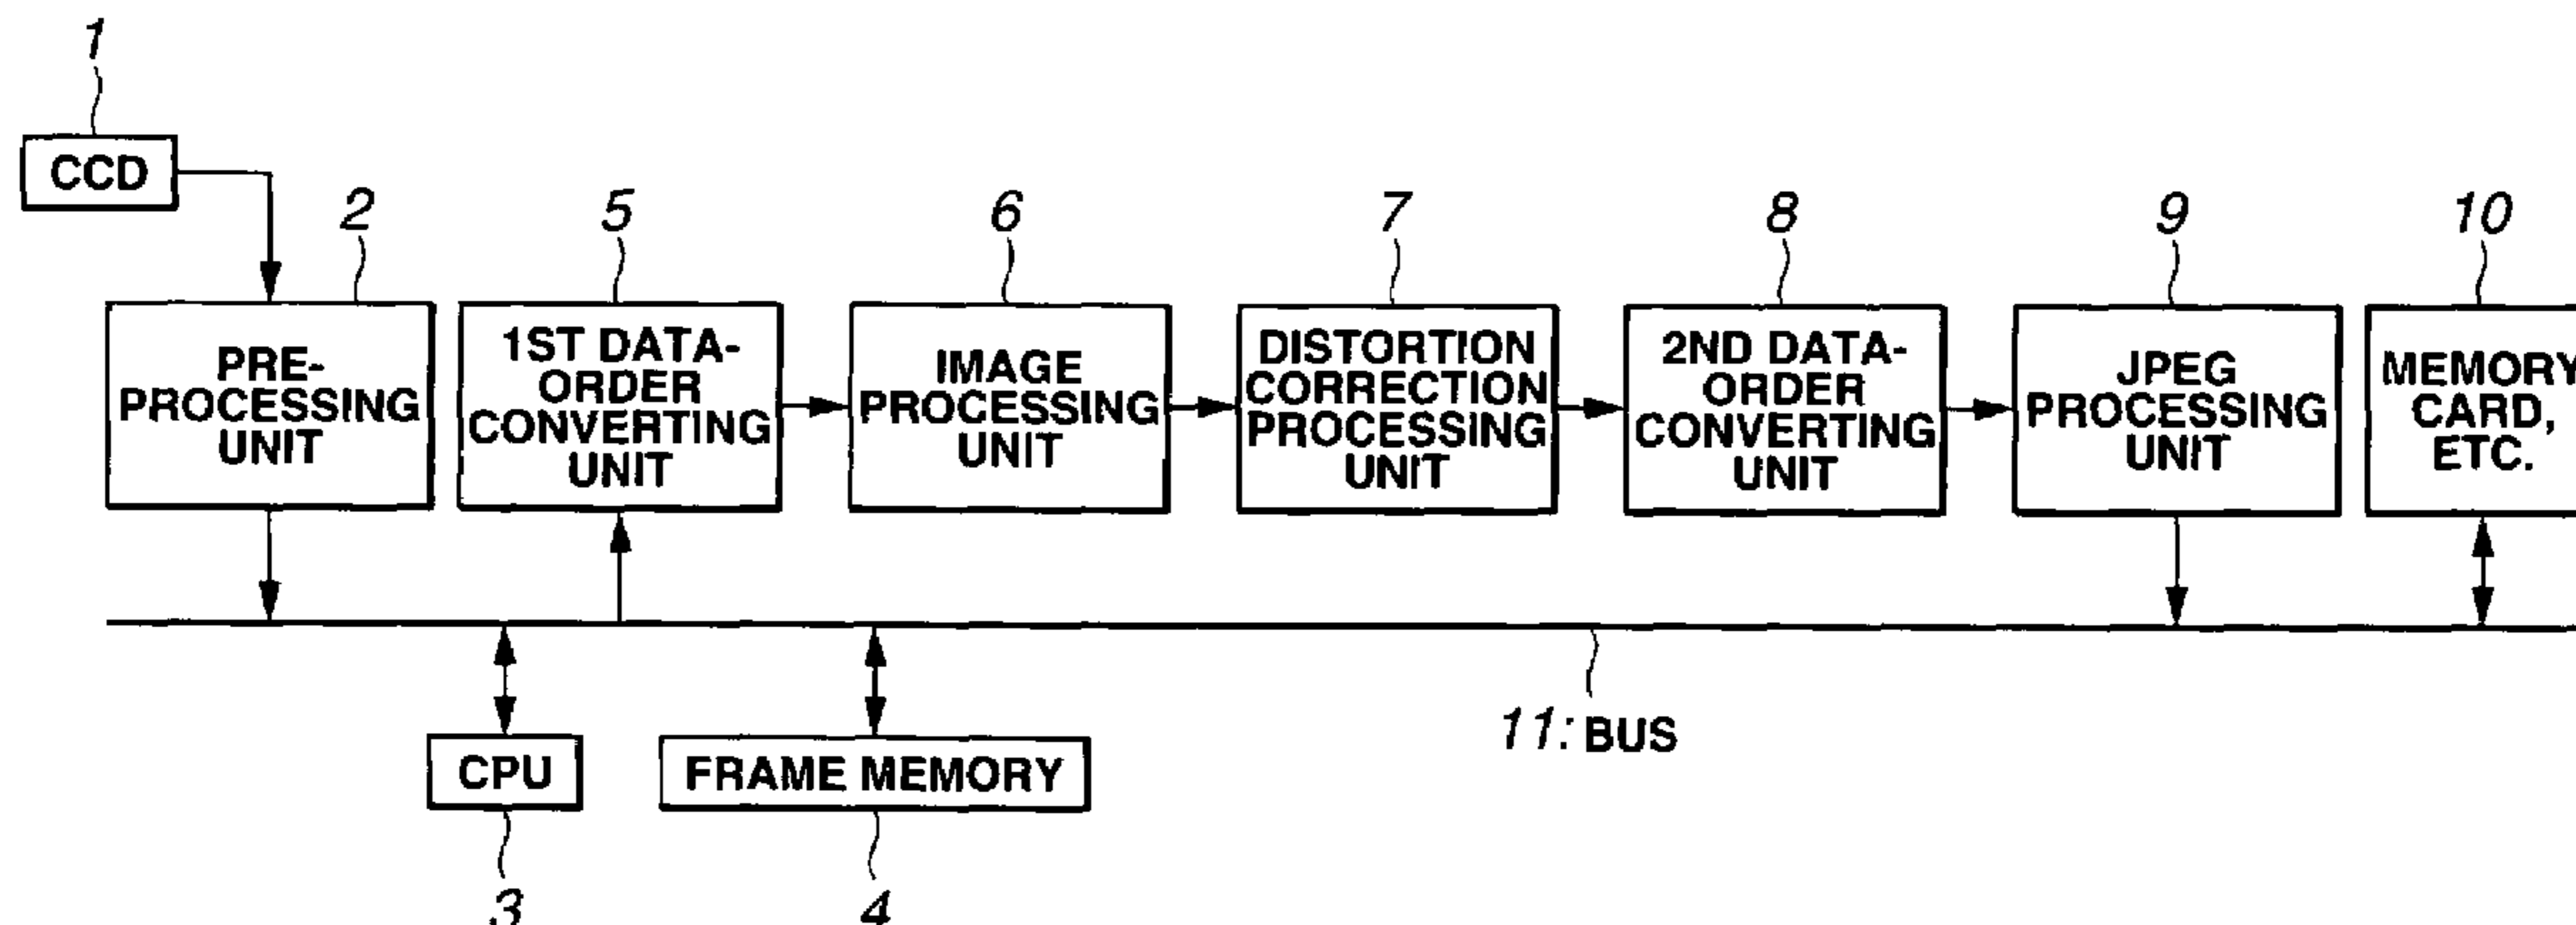 1
CCD
2
5
6
7
8
9
10
PRE-
PROCESSING
UNIT
1ST DATA-
ORDER
CONVERTING
UNIT
IMAGE
PROCESSING
UNIT
DISTORTION
CORRECTION
PROCESSING
UNIT
2ND DATA-
ORDER
CONVERTING
UNIT
JPEG
PROCESSING
UNIT
MEMORY
CARD,
ETC.
11: BUS
CPU
FRAME MEMORY
3
4